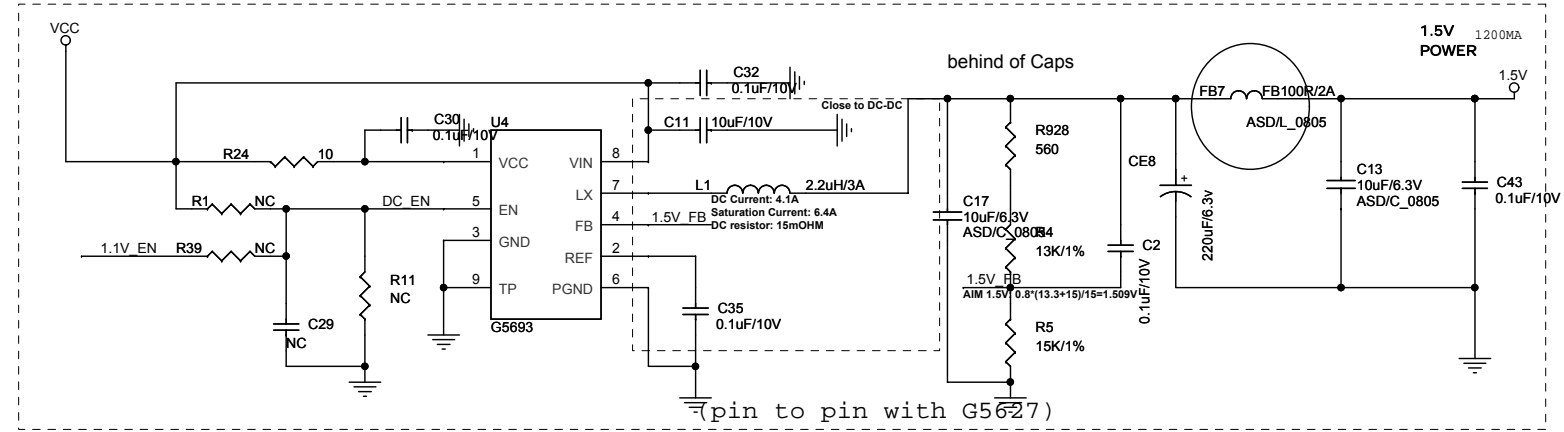 VCC
1.5V
POWER
1200MA
1.5V
C32
0.1uF/10V
behind of Caps
FB7
FB100R/2A
ASD/L_0805
Close to DC-DC
C30
0.1uF/10V
U4
C11
10uF/10V
R928
560
R24
10
1
VCC
VIN
8
CE8
220uF/6.3v
+
C13
10uF/6.3V
ASD/C_0805
C43
0.1uF/10V
R1
NC
DC_EN
5
EN
LX
7
L1
2.2uH/3A
DC Current: 4.1A
Saturation Current: 6.4A
DC resistor: 15mOHM
FB
4
1.5V_FB
C17
10uF/6.3V
ASD/C_0805
R4
13K/1%
C2
0.1uF/10V
1.1V_EN
R39
NC
3
GND
REF
2
R11
NC
9
TP
PGND
6
1.5V_FB
AIM 1.5V: 0.8*(13.3+15)/15=1.509V
C35
0.1uF/10V
C29
NC
G5693
R5
15K/1%
(pin to pin with G5627)